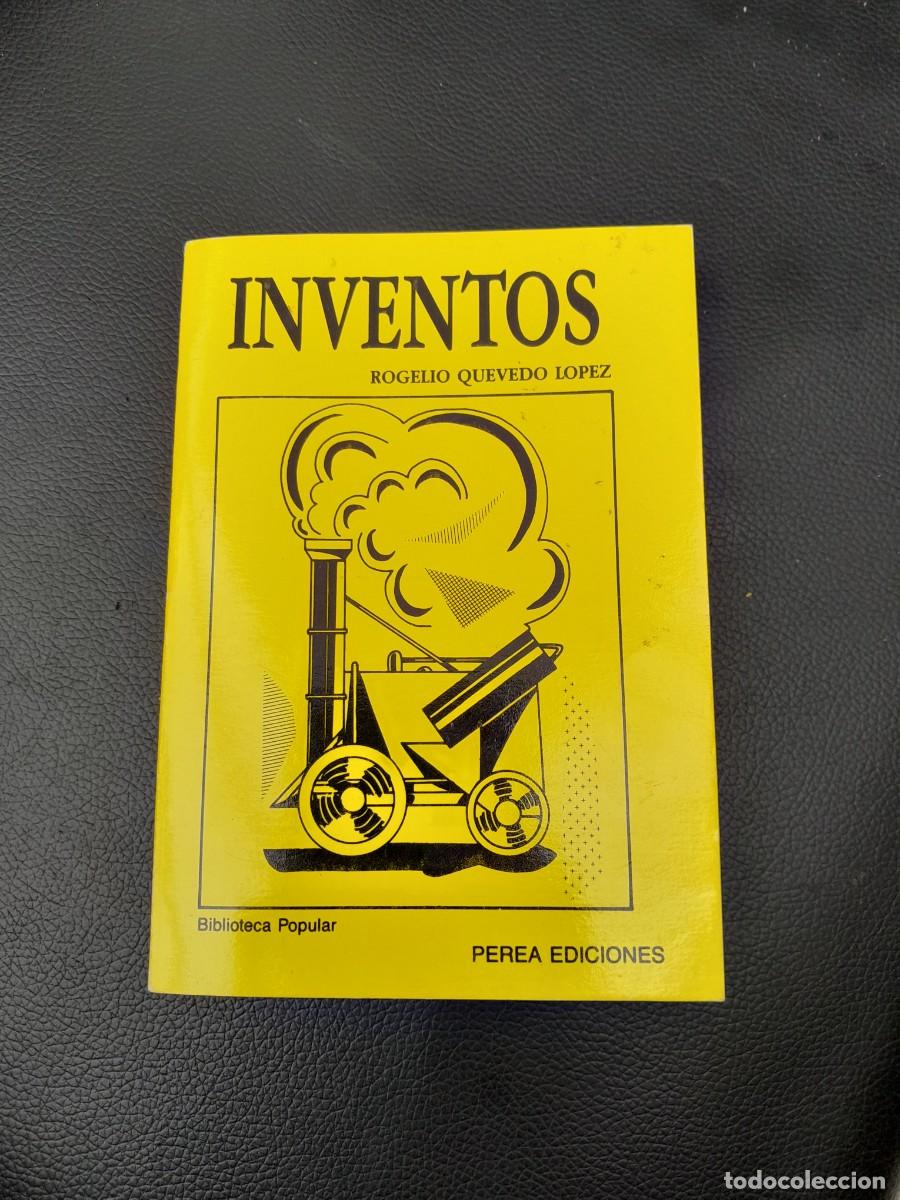 INVENTOS
ROGELIO QUEVEDO LOPEZ
Biblioteca Popular
PEREA EDICIONES
todocoleccion